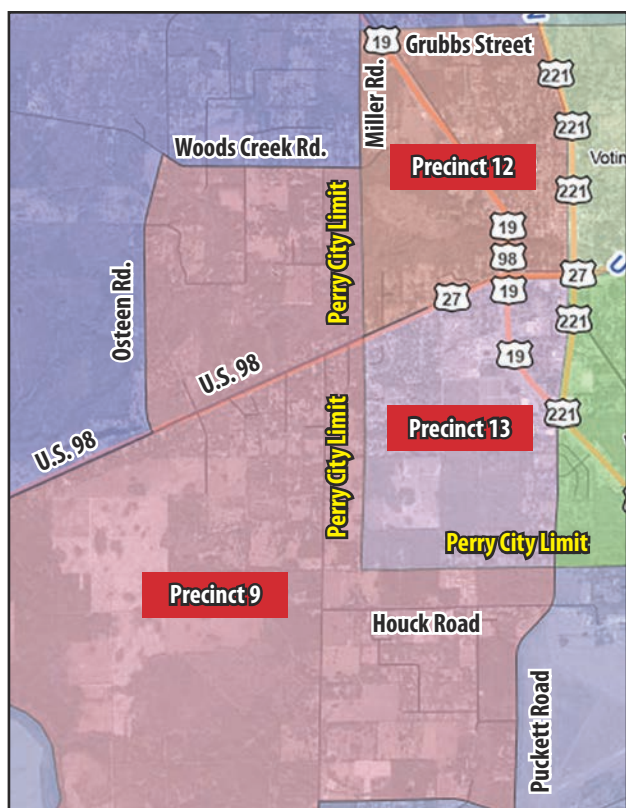 19
Grubbs Street
Miller Rd.
221
221
Woods Creek Rd.
Precinct 12
221
Perry City Limit
19
98
Osteen Rd.
27
19
27
221
U.S. 98
19
Perry City Limit
221
Precinct 13
U.S. 98
Perry City Limit
Precinct 9
Houck Road
Puckett Road